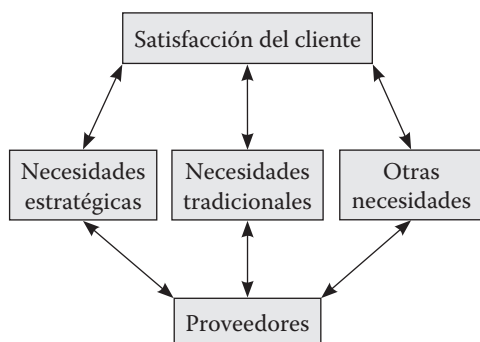 Satisfacción del cliente
Necesidades
estratégicas
Necesidades
tradicionales
Otras
necesidades
Proveedores